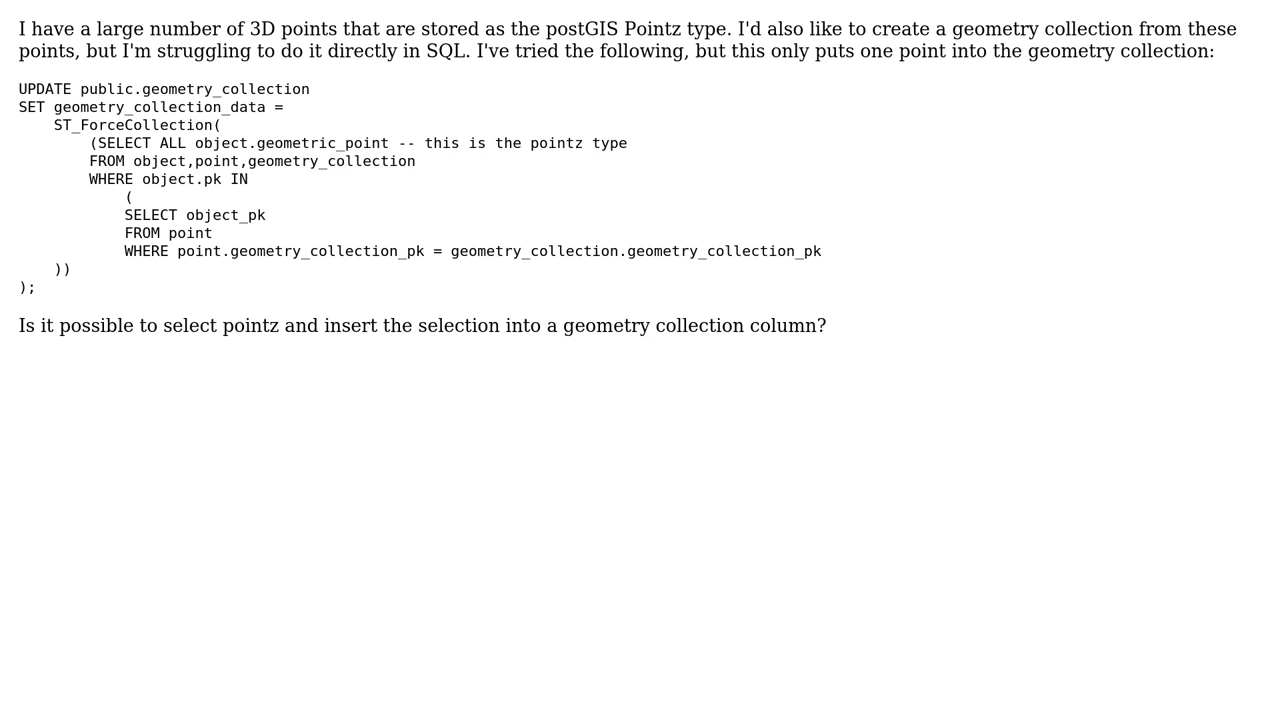 I have a large number of 3D points that are stored as the postGIS Pointz type. I'd also like to create a geometry collection from these
points, but I'm struggling to do it directly in SQL. I've tried the following, but this only puts one point into the geometry collection:
UPDATE public.geometry_collection
SET geometry_collection_data =
    ST_ForceCollection(
        (SELECT ALL object.geometric_point -- this is the pointz type
        FROM object,point,geometry_collection
        WHERE object.pk IN
            (
            SELECT object_pk
            FROM point
            WHERE point.geometry_collection_pk = geometry_collection.geometry_collection_pk
    ))
);
Is it possible to select pointz and insert the selection into a geometry collection column?